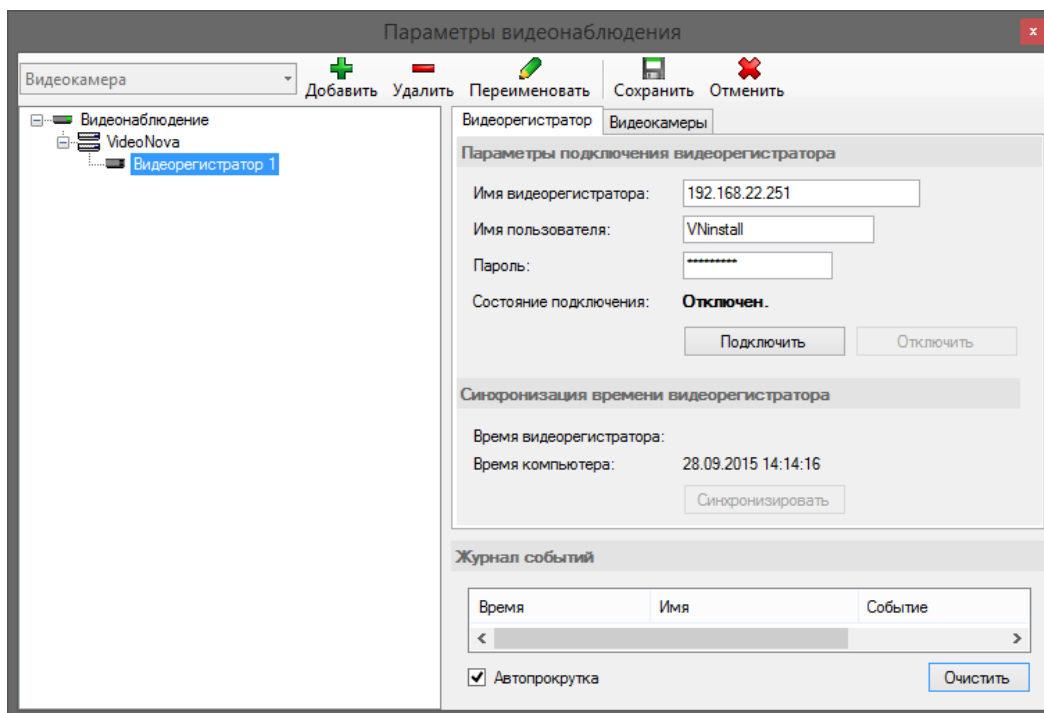 Параметры видеонаблюдения
x
Видеокамера
Добавить Удалить Переименовать Сохранить Отменить
Видеонаблюдение
VideoNova
Видеорегистратор 1
Видеорегистратор Видеокамеры
Параметры подключения видеорегистратора
Имя видеорегистратора: 192.168.22.251
Имя пользователя: VNinstall
Пароль: *********
Состояние подключения: Отключен.
Подключить Отключить
Синхронизация времени видеорегистратора
Время видеорегистратора:
Время компьютера: 28.09.2015 14:14:16
Синхронизировать
Журнал событий
Время Имя Событие
Автопрокрутка Очистить